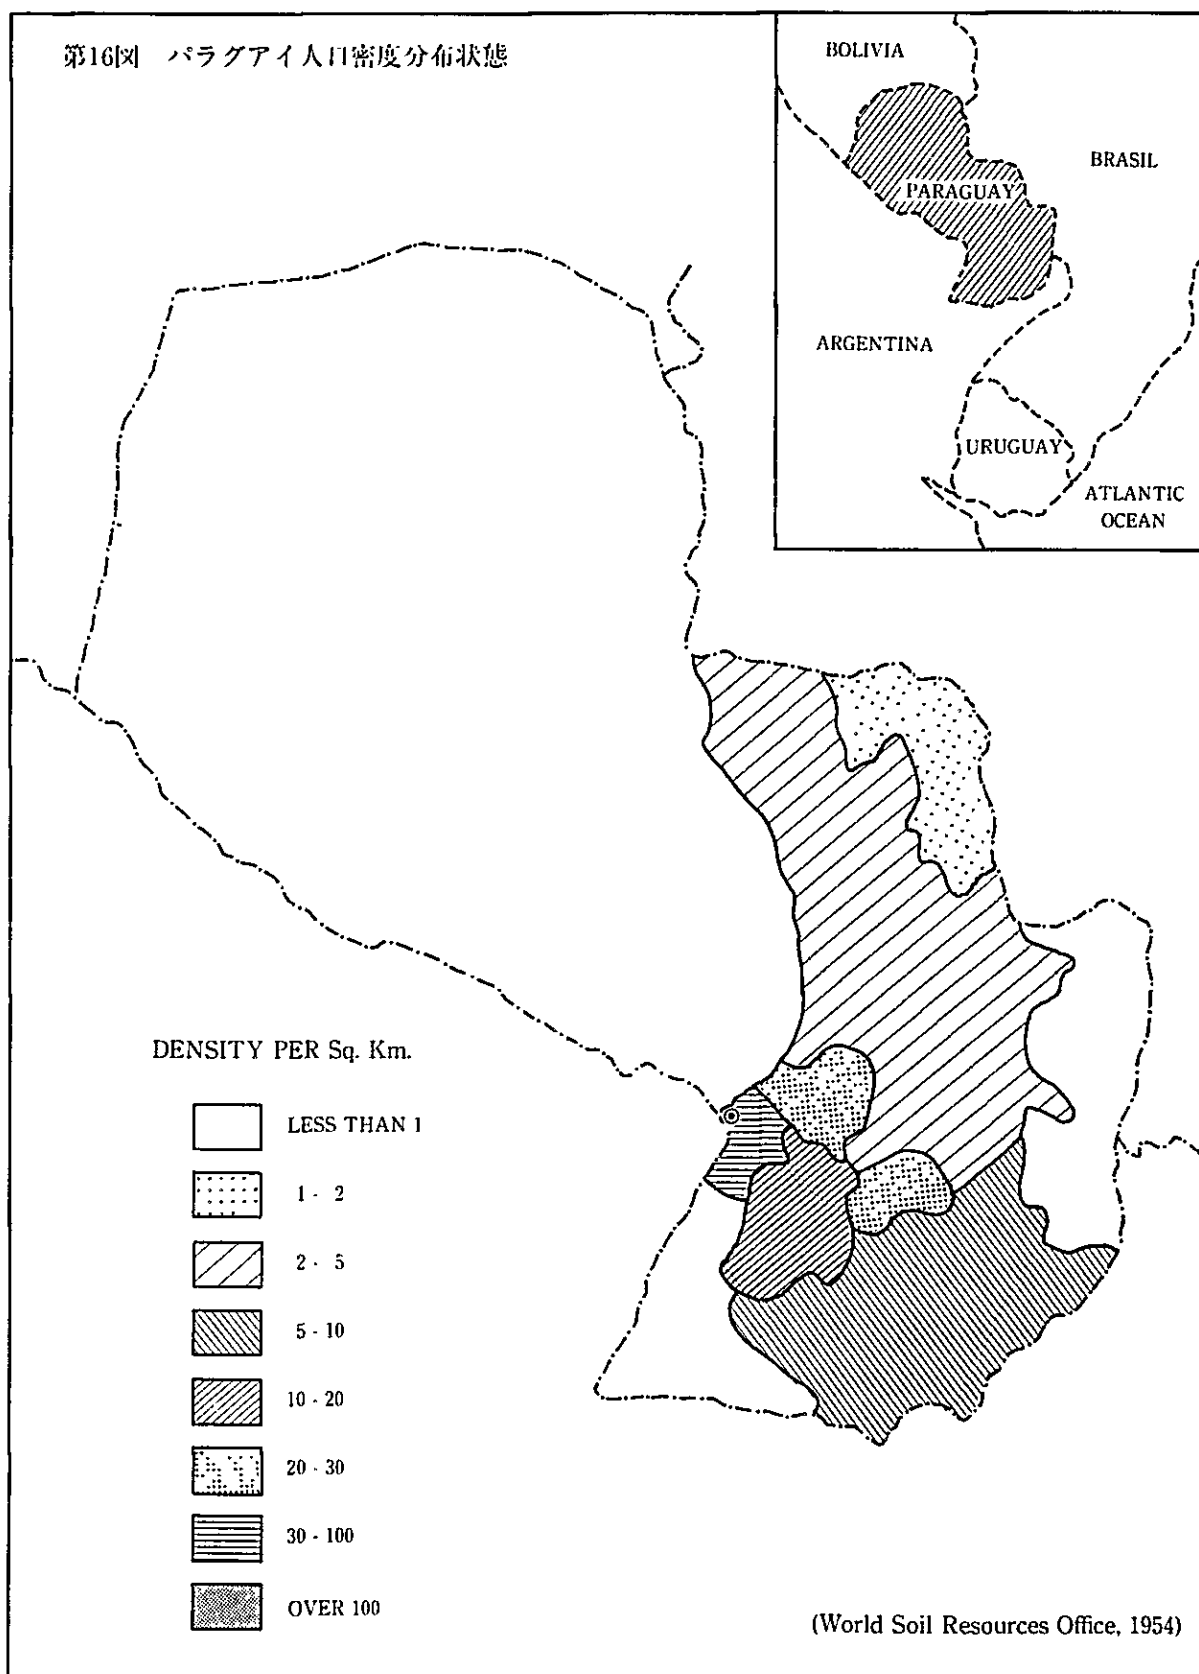 第16図 パラグアイ人口密度分布状態
BOLIVIA
BRASIL
PARAGUAY
ARGENTINA
URUGUAY
ATLANTIC
OCEAN
DENSITY PER Sq. Km.
LESS THAN 1
1 - 2
2 - 5
5 - 10
10 - 20
20 - 30
30 - 100
OVER 100
(World Soil Resources Office, 1954)